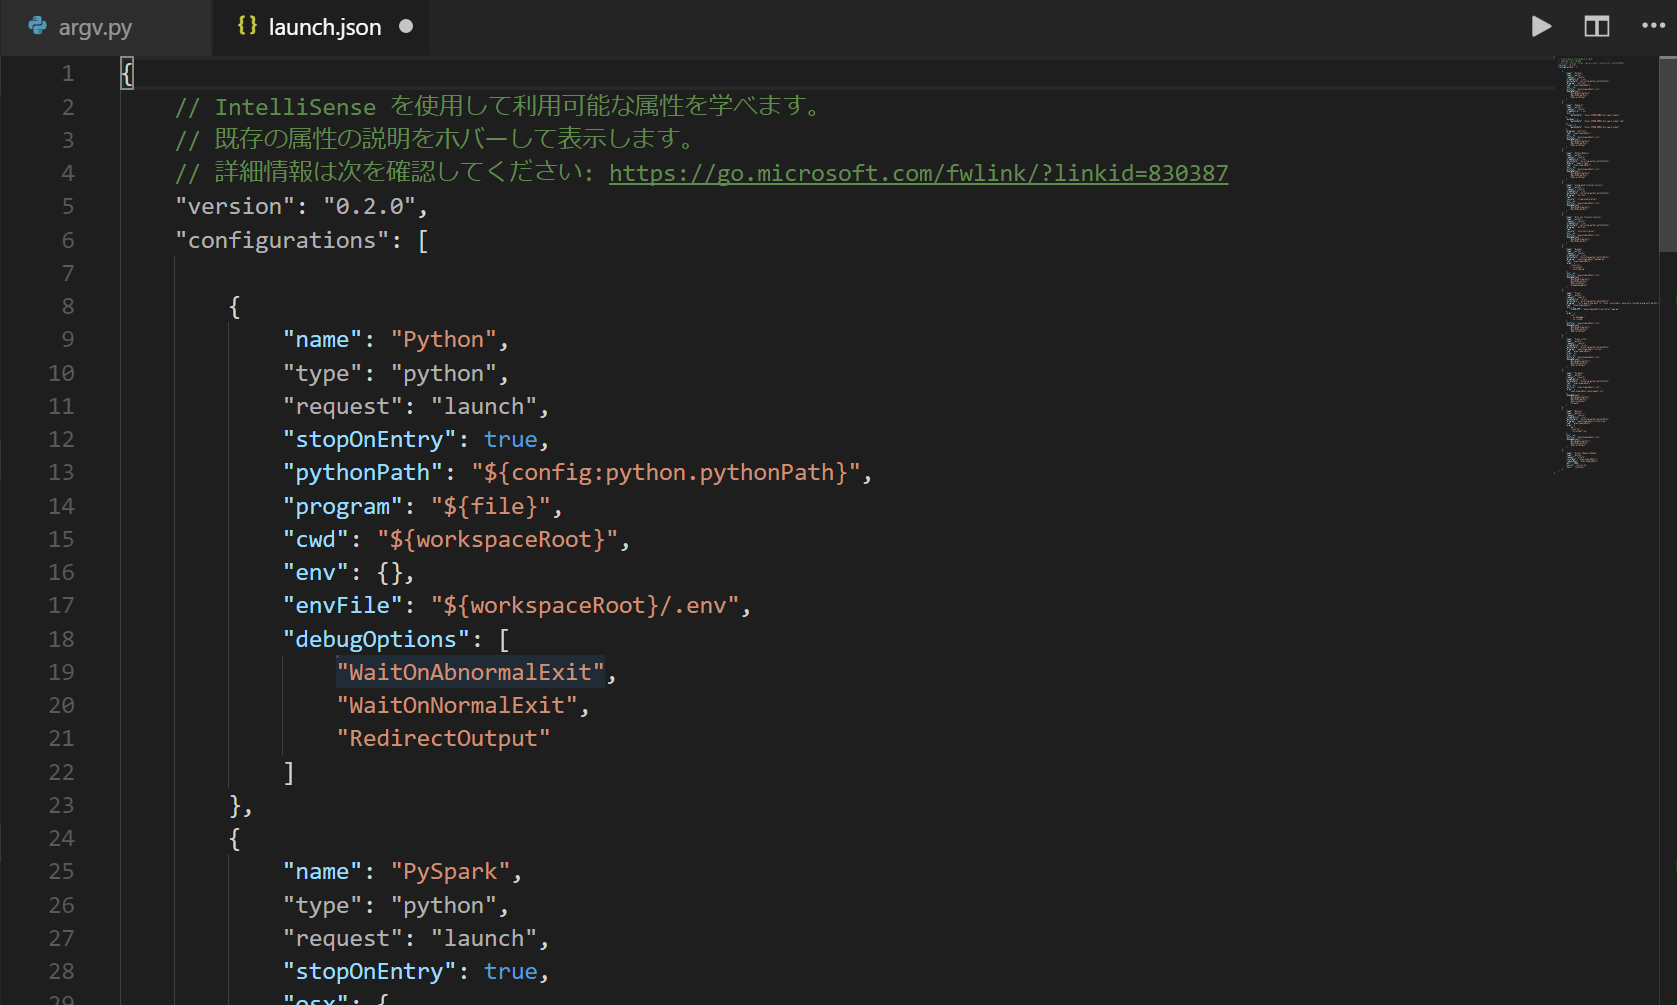 argv.py
{} launch.json
1 {
2 // IntelliSense を使用して利用可能な属性を学べます。
3 // 既存の属性の説明をホバーして表示します。
4 // 詳細情報は次を確認してください: https://go.microsoft.com/fwlink/?linkid=830387
5 "version": "0.2.0",
6 "configurations": [
7
8 {
9 "name": "Python",
10 "type": "python",
11 "request": "launch",
12 "stopOnEntry": true,
13 "pythonPath": "${config:python.pythonPath}",
14 "program": "${file}",
15 "cwd": "${workspaceRoot}",
16 "env": {},
17 "envFile": "${workspaceRoot}/.env",
18 "debugOptions": [
19 "WaitOnAbnormalExit",
20 "WaitOnNormalExit",
21 "RedirectOutput"
22 ]
23 },
24 {
25 "name": "PySpark",
26 "type": "python",
27 "request": "launch",
28 "stopOnEntry": true,
29 "osx": {